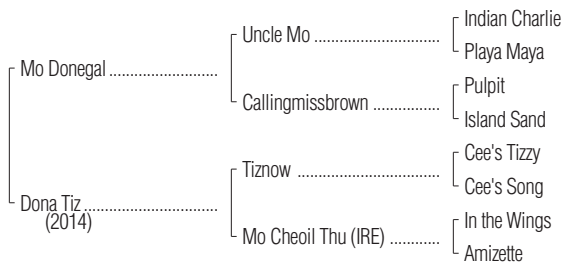 Indian Charlie
Uncle Mo ..............................
Playa Maya
Mo Donegal ..........................
Pulpit
Callingmissbrown ................
Island Sand
Cee's Tizzy
Tiznow ..................................
Cee's Song
Dona Tiz ................................
(2014)
In the Wings
Mo Cheoil Thu (IRE) ............
Amizette